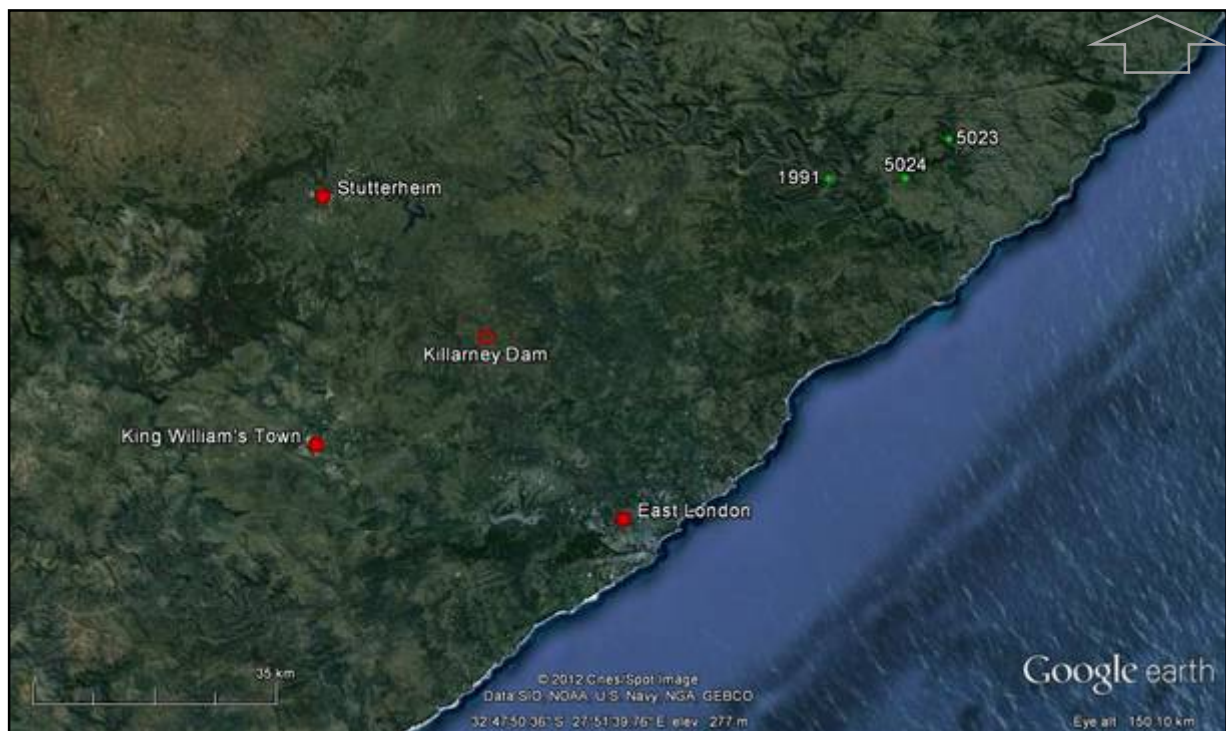 5023
5024
1991
Stutterheim
Killarney Dam
King William's Town
East London
35 km
© 2012 Cnes/Spot Image
Data SIO, NOAA, U.S. Navy, NGA, GEBCO
Google earth
32°47'50.36" S 27°51'39.76" E elev 277 m
Eye alt 150.10 km